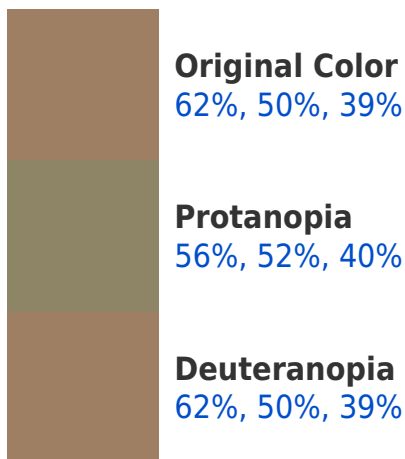 Original Color
62%, 50%, 39%
Protanopia
56%, 52%, 40%
Deuteranopia
62%, 50%, 39%